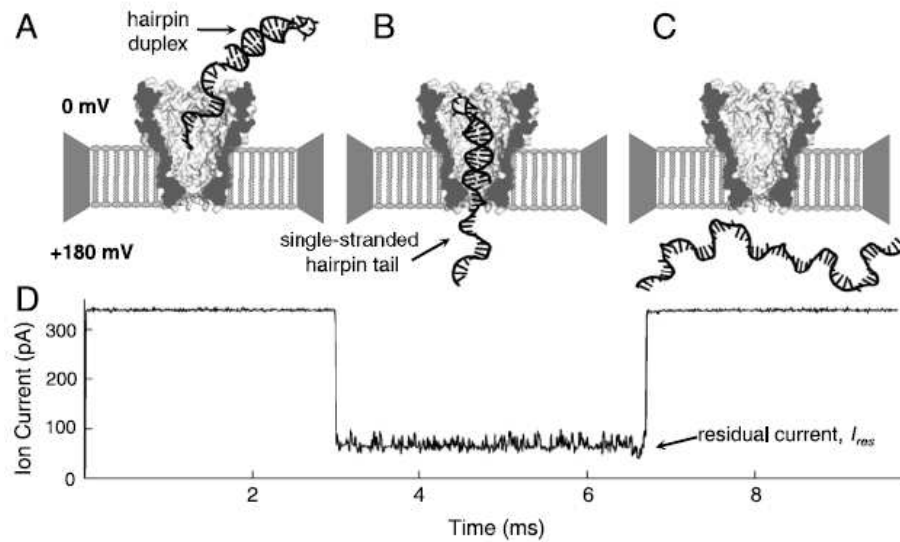 A
hairpin
duplex
B
C
0 mV
+180 mV
single-stranded
hairpin tail
D
Ion Current (pA)
300
200
100
0
residual current, Ires
2
4
6
8
Time (ms)